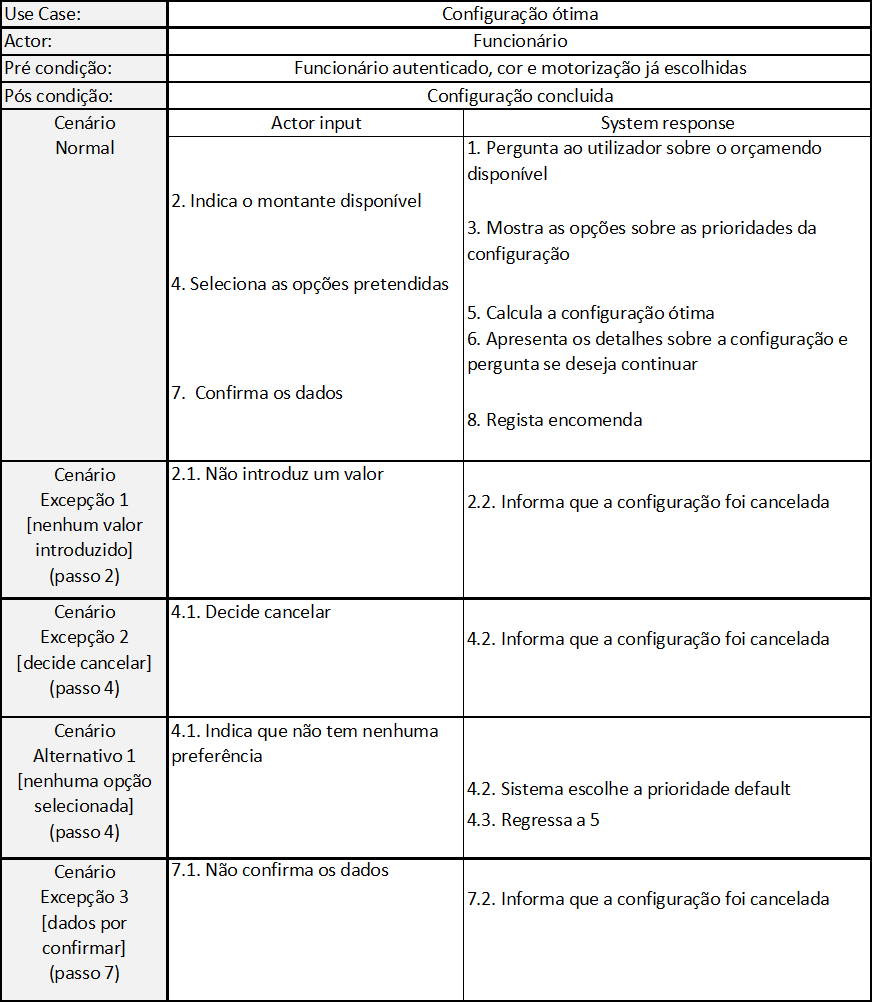 Use Case:
Configuração ótima
Actor:
Funcionário
Pré condição:
Funcionário autenticado, cor e motorização já escolhidas
Pós condição:
Configuração concluida
Cenário
Normal
Actor input
System response
1. Pergunta ao utilizador sobre o orçamendo
disponível
2. Indica o montante disponível
3. Mostra as opções sobre as prioridades da
configuração
4. Seleciona as opções pretendidas
5. Calcula a configuração ótima
6. Apresenta os detalhes sobre a configuração e
pergunta se deseja continuar
7. Confirma os dados
8. Regista encomenda
Cenário
Excepção 1
[nenhum valor
introduzido]
(passo 2)
2.1. Não introduz um valor
2.2. Informa que a configuração foi cancelada
Cenário
Excepção 2
[decide cancelar]
(passo 4)
4.1. Decide cancelar
4.2. Informa que a configuração foi cancelada
Cenário
Alternativo 1
[nenhuma opção
selecionada]
(passo 4)
4.1. Indica que não tem nenhuma
preferência
4.2. Sistema escolhe a prioridade default
4.3. Regressa a 5
Cenário
Excepção 3
[dados por
confirmar]
(passo 7)
7.1. Não confirma os dados
7.2. Informa que a configuração foi cancelada